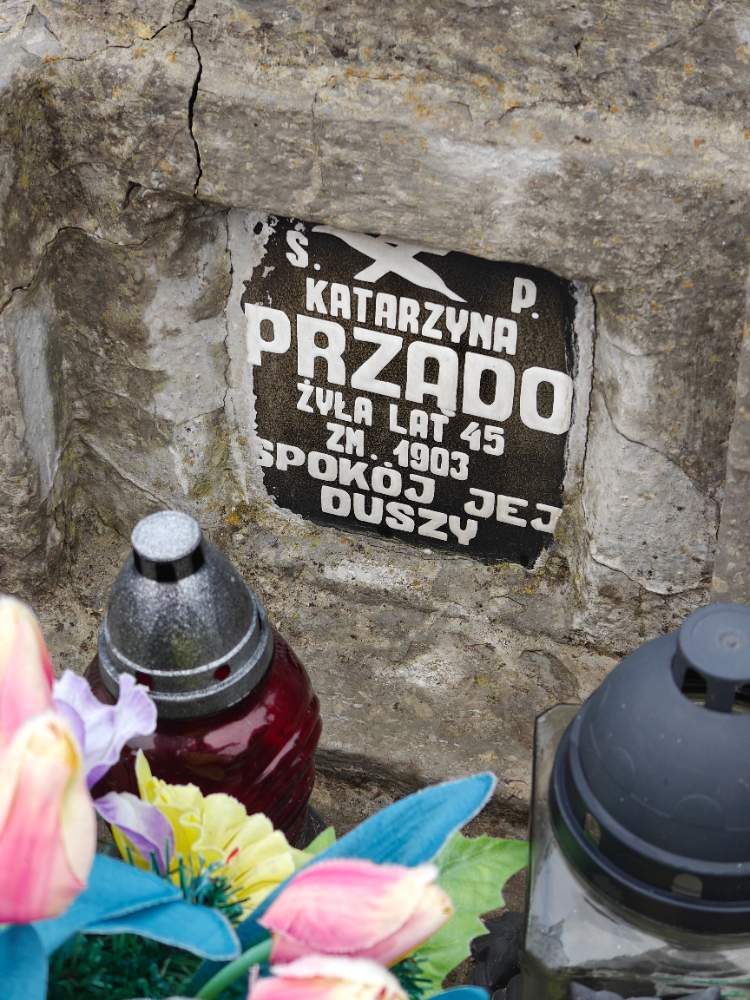 Ś. P.
KATARZYNA
PRZĄDO
ŻYŁA LAT 45
ZM. 1903
SPOKÓJ JEJ
DUSZY